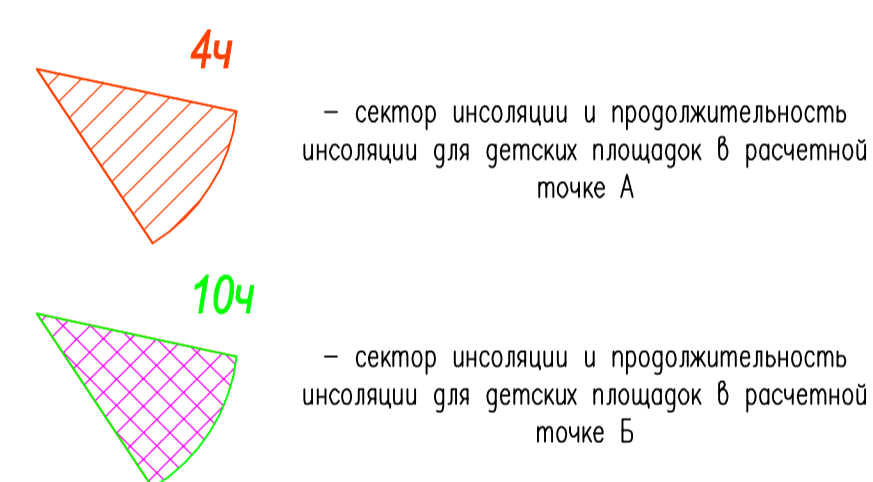 4ч
– сектор инсоляции и продолжительность
инсоляции для детских площадок в расчетной
точке А
10ч
– сектор инсоляции и продолжительность
инсоляции для детских площадок в расчетной
точке Б